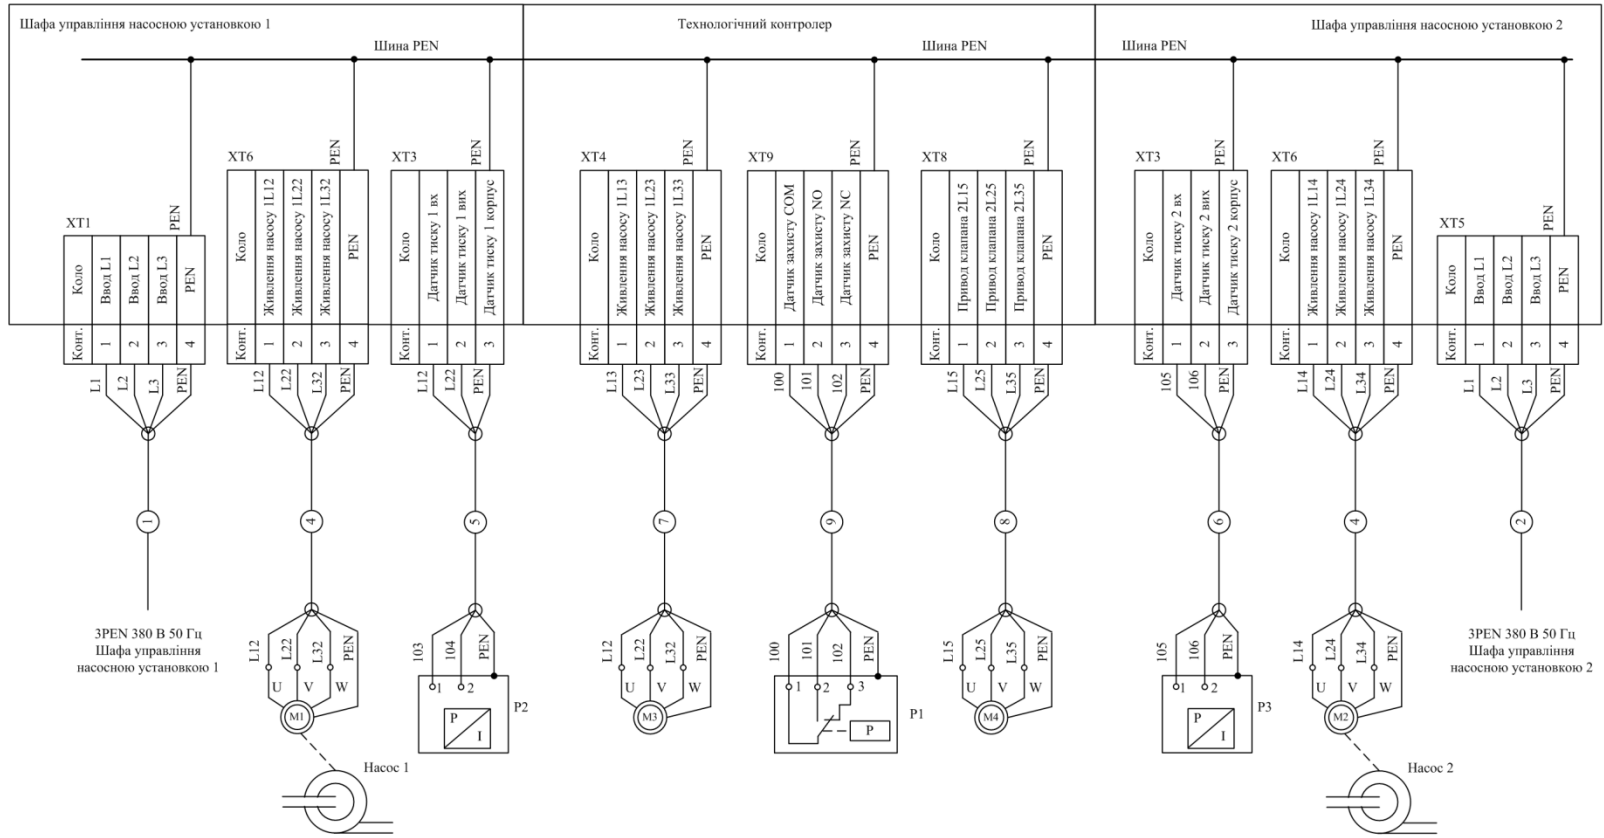 Шафа управління насосною установкою 1
Технологічний контролер
Шафа управління насосною установкою 2
Шина PEN
Шина PEN
Шина PEN
XT1
Коло
Ввод L1
Ввод L2
Ввод L3
PEN
PEN
Конт.
1
2
3
4
L1
L2
L3
PEN
1
3PEN 380 В 50 Гц
Шафа управління
насосною установкою 1
XT6
Коло
Живлення насосу 1L12
Живлення насосу 1L22
Живлення насосу 1L32
PEN
PEN
Конт.
1
2
3
4
L12
L22
L32
PEN
4
L12
L22
L32
PEN
U
V
W
M1
Насос 1
XT3
Коло
Датчик тиску 1 вх
Датчик тиску 1 вих
Датчик тиску 1 корпус
PEN
Конт.
1
2
3
L12
L22
PEN
5
103
104
PEN
1
2
P2
P
I
XT4
Коло
Живлення насосу 1L13
Живлення насосу 1L23
Живлення насосу 1L33
PEN
PEN
Конт.
1
2
3
4
L13
L23
L33
PEN
7
L12
L22
L32
PEN
U
V
W
M3
XT9
Коло
Датчик захисту COM
Датчик захисту NO
Датчик захисту NC
PEN
PEN
Конт.
1
2
3
4
100
101
102
PEN
9
100
101
102
PEN
1
2
3
P1
P
XT8
Коло
Привод клапана 2L15
Привод клапана 2L25
Привод клапана 2L35
PEN
PEN
Конт.
1
2
3
4
L15
L25
L35
PEN
8
L15
L25
L35
PEN
U
V
W
M4
XT3
Коло
Датчик тиску 2 вх
Датчик тиску 2 вих
Датчик тиску 2 корпус
PEN
Конт.
1
2
3
105
106
PEN
6
105
106
PEN
1
2
P3
P
I
XT6
Коло
Живлення насосу 1L14
Живлення насосу 1L24
Живлення насосу 1L34
PEN
PEN
Конт.
1
2
3
4
L14
L24
L34
PEN
4
L14
L24
L34
PEN
U
V
W
M2
Насос 2
XT5
Коло
Ввод L1
Ввод L2
Ввод L3
PEN
PEN
Конт.
1
2
3
4
L1
L2
L3
PEN
2
3PEN 380 В 50 Гц
Шафа управління
насосною установкою 2